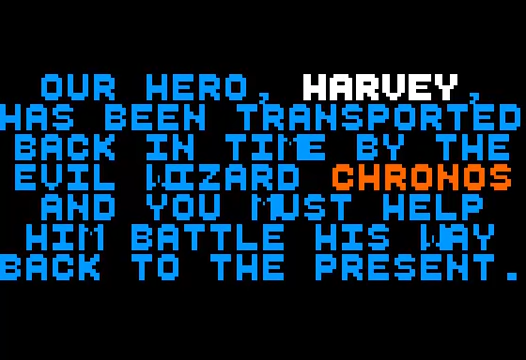 OUR HERO, HARVEY,
HAS BEEN TRANSPORTED
BACK IN TIME BY THE
EVIL WIZARD CHRONOS
AND YOU MUST HELP
HIM BATTLE HIS WAY
BACK TO THE PRESENT.